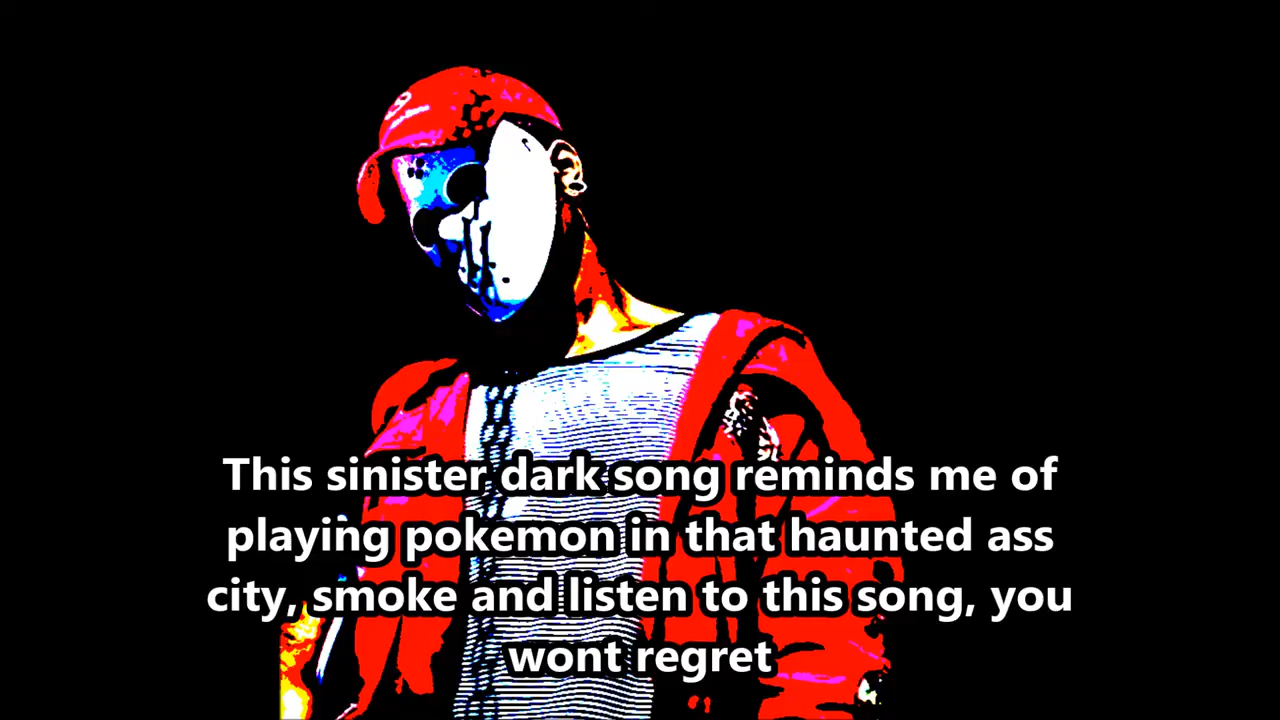 This sinister dark song reminds me of
playing pokemon in that haunted ass
city, smoke and listen to this song, you
wont regret